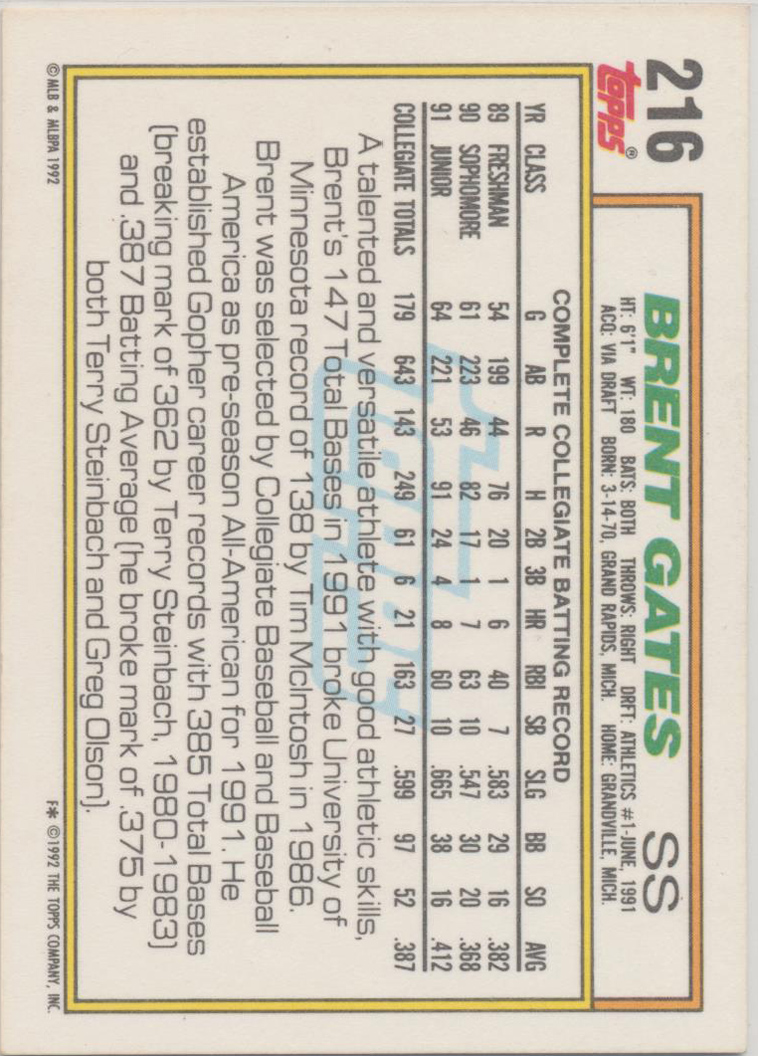 216
Topps®
BRENT GATES SS
HT: 6'1" WT: 180 BATS: BOTH THROWS: RIGHT DRFT: ATHLETICS #1-JUNE, 1991
ACQ: VIA DRAFT BORN: 3-14-70, GRAND RAPIDS, MICH. HOME: GRANDVILLE, MICH.
COMPLETE COLLEGIATE BATTING RECORD
YR CLASS G AB R H 2B 3B HR RBI SB SLG BB SO AVG
89 FRESHMAN 54 199 44 76 20 1 6 40 7 .583 29 16 .382
90 SOPHOMORE 61 223 46 82 17 1 7 63 10 .547 30 20 .368
91 JUNIOR 64 221 53 91 24 4 8 60 10 .665 38 16 .412
COLLEGIATE TOTALS 179 643 143 249 61 6 21 163 27 .599 97 52 .387
A talented and versatile athlete with good athletic skills,
Brent's 147 Total Bases in 1991 broke University of
Minnesota record of 138 by Tim McIntosh in 1986.
Brent was selected by Collegiate Baseball and Baseball
America as pre-season All-American for 1991. He
established Gopher career records with 385 Total Bases
(breaking mark of 362 by Terry Steinbach, 1980-1983)
and .387 Batting Average (he broke mark of .375 by
both Terry Steinbach and Greg Olson).
© MLB & MLBPA 1992
F* ©1992 THE TOPPS COMPANY, INC.